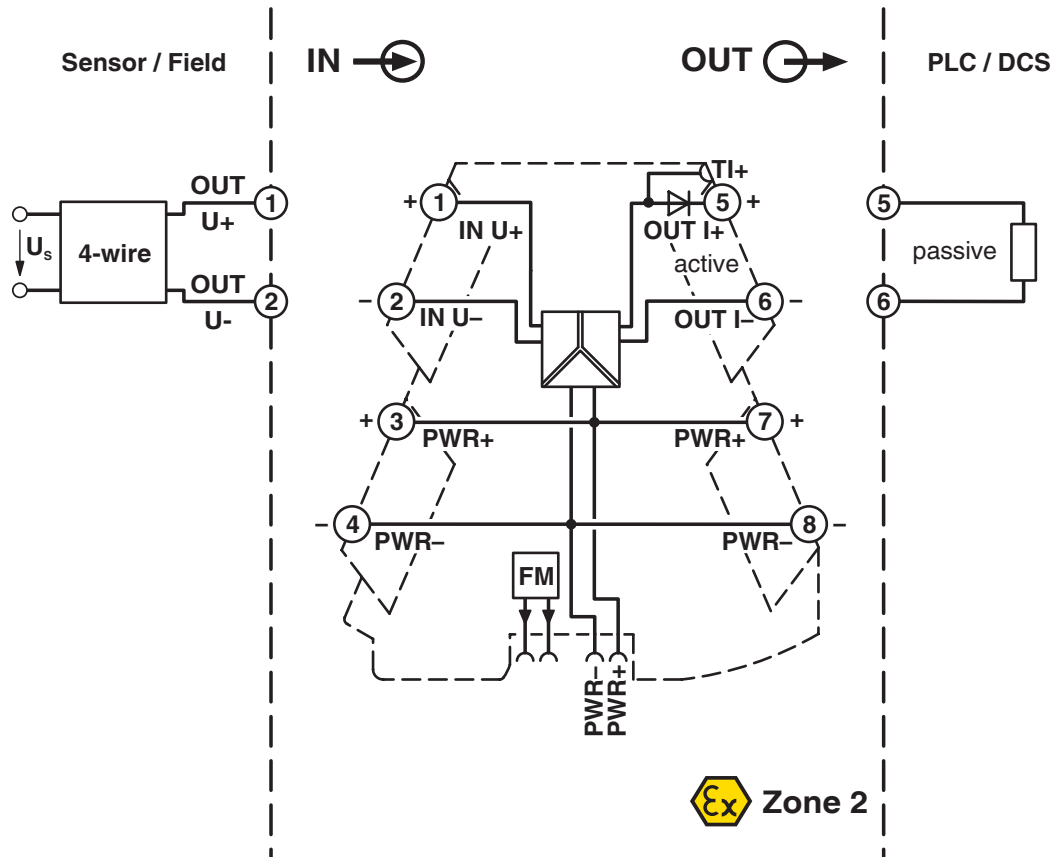 Sensor / Field
IN
OUT
PLC / DCS
OUT
U+
1
Us
4-wire
OUT
U-
2
+ 1
IN U+
TI+
5 +
OUT I+
active
– 2
IN U–
6 –
OUT I–
5
passive
6
+ 3
PWR+
7 +
PWR+
– 4
PWR–
8 –
PWR–
FM
PWR–
PWR+
Ex Zone 2